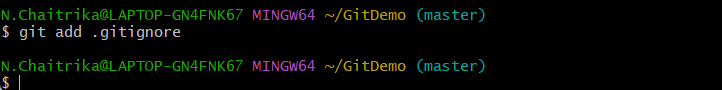 N.Chaitrika@LAPTOP-GN4FNK67 MINGW64 ~/GitDemo (master)
$ git add .gitignore
N.Chaitrika@LAPTOP-GN4FNK67 MINGW64 ~/GitDemo (master)
$